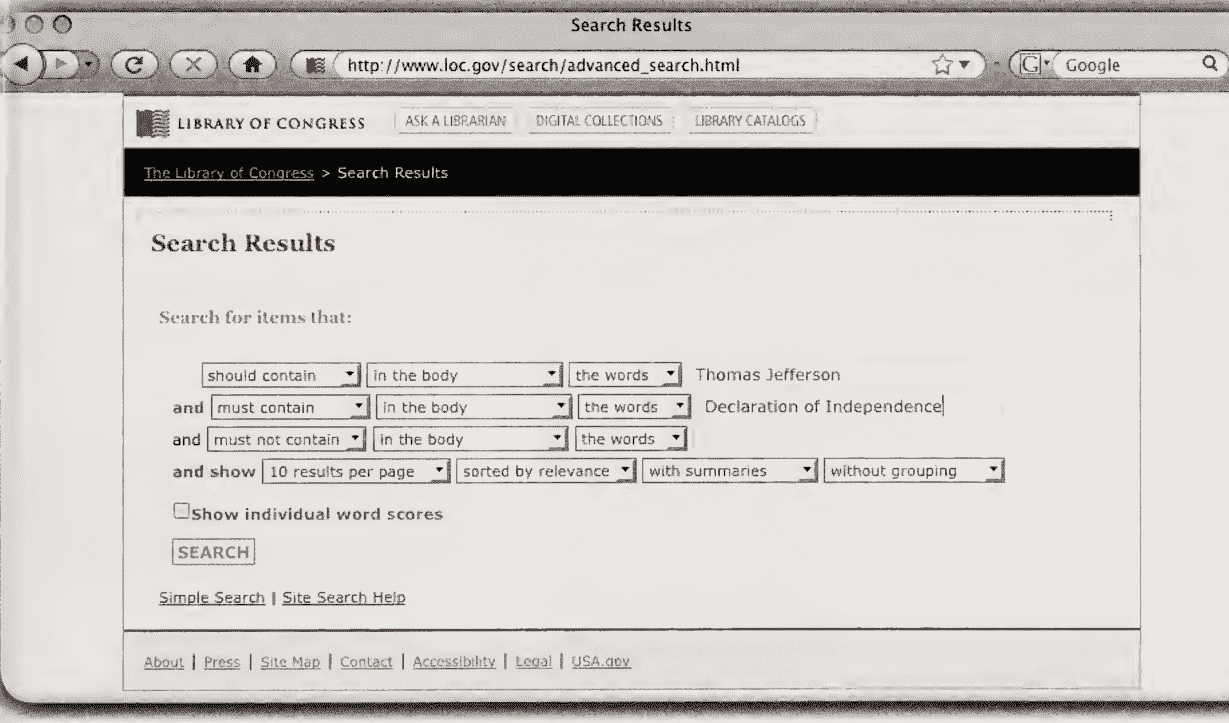 Search Results
http://www.loc.gov/search/advanced_search.html G Google
LIBRARY OF CONGRESS ASK A LIBRARIAN DIGITAL COLLECTIONS LIBRARY CATALOGS
The Library of Congress > Search Results
Search Results
Search for items that:
should contain in the body the words Thomas Jefferson
and must contain in the body the words Declaration of Independence
and must not contain in the body the words
and show 10 results per page sorted by relevance with summaries without grouping
Show individual word scores
SEARCH
Simple Search | Site Search Help
About | Press | Site Map | Contact | Accessibility | Legal | USA.gov